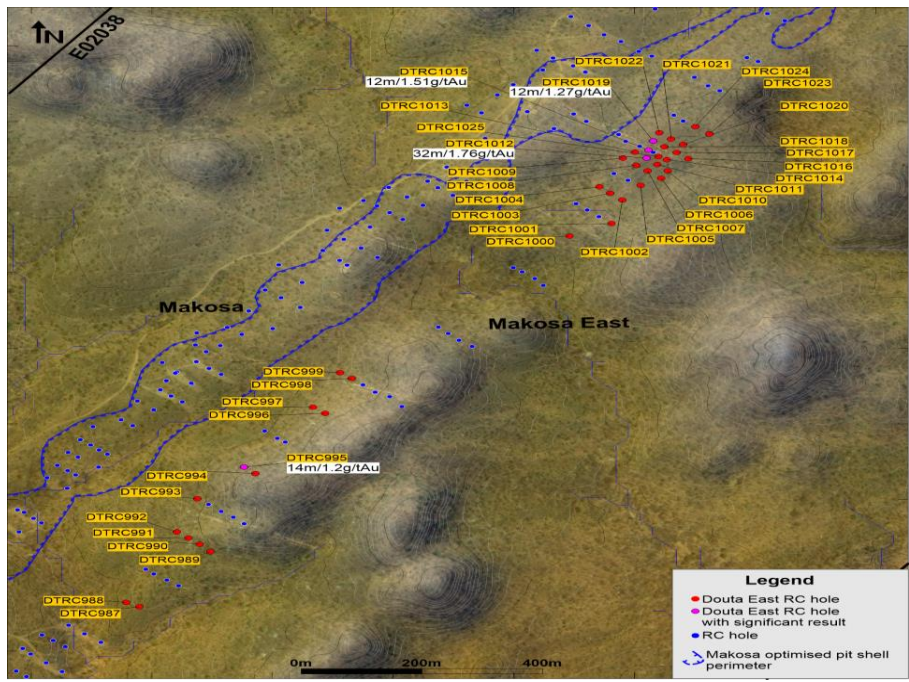 N
E02038
DTRC1022
DTRC1021
DTRC1015
12m/1.51g/tAu
DTRC1024
DTRC1019
12m/1.27g/tAu
DTRC1023
DTRC1013
DTRC1020
DTRC1025
DTRC1012
32m/1.76g/tAu
DTRC1018
DTRC1017
DTRC1016
DTRC1009
DTRC1014
DTRC1008
DTRC1011
DTRC1004
DTRC1010
DTRC1003
DTRC1006
DTRC1001
DTRC1007
DTRC1000
DTRC1005
DTRC1002
Makosa
Makosa East
DTRC999
DTRC998
DTRC997
DTRC996
DTRC995
14m/1.2g/tAu
DTRC994
DTRC993
DTRC992
DTRC991
DTRC990
DTRC989
DTRC988
DTRC987
Legend
Douta East RC hole
Douta East RC hole
with significant result
RC hole
Makosa optimised pit shell
perimeter
0m 200m 400m